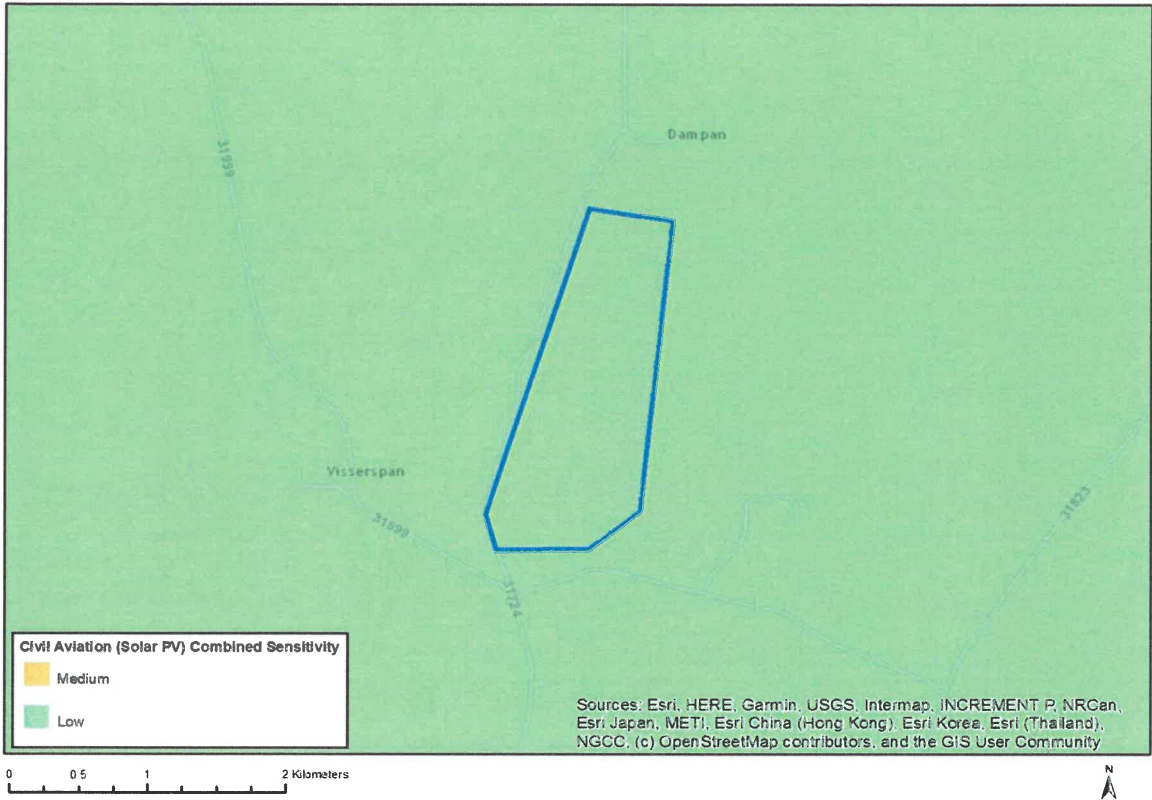 Dampan
31999
Visserspan
31999
31823
31724
Civil Aviation (Solar PV) Combined Sensitivity
Medium
Low
Sources: Esri, HERE, Garmin, USGS, Intermap, INCREMENT P, NRCan,
Esri Japan, METI, Esri China (Hong Kong), Esri Korea, Esri (Thailand),
NGCC, (c) OpenStreetMap contributors, and the GIS User Community
0 0.5 1 2 Kilometers
N